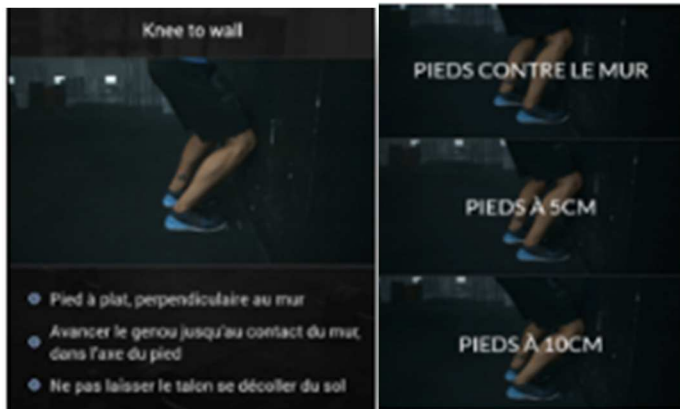 Knee to wall
Pied à plat, perpendiculaire au mur
Avancer le genou jusqu'au contact du mur,
dans l'axe du pied
Ne pas laisser le talon se décoller du sol
PIEDS CONTRE LE MUR
PIEDS À 5CM
PIEDS À 10CM